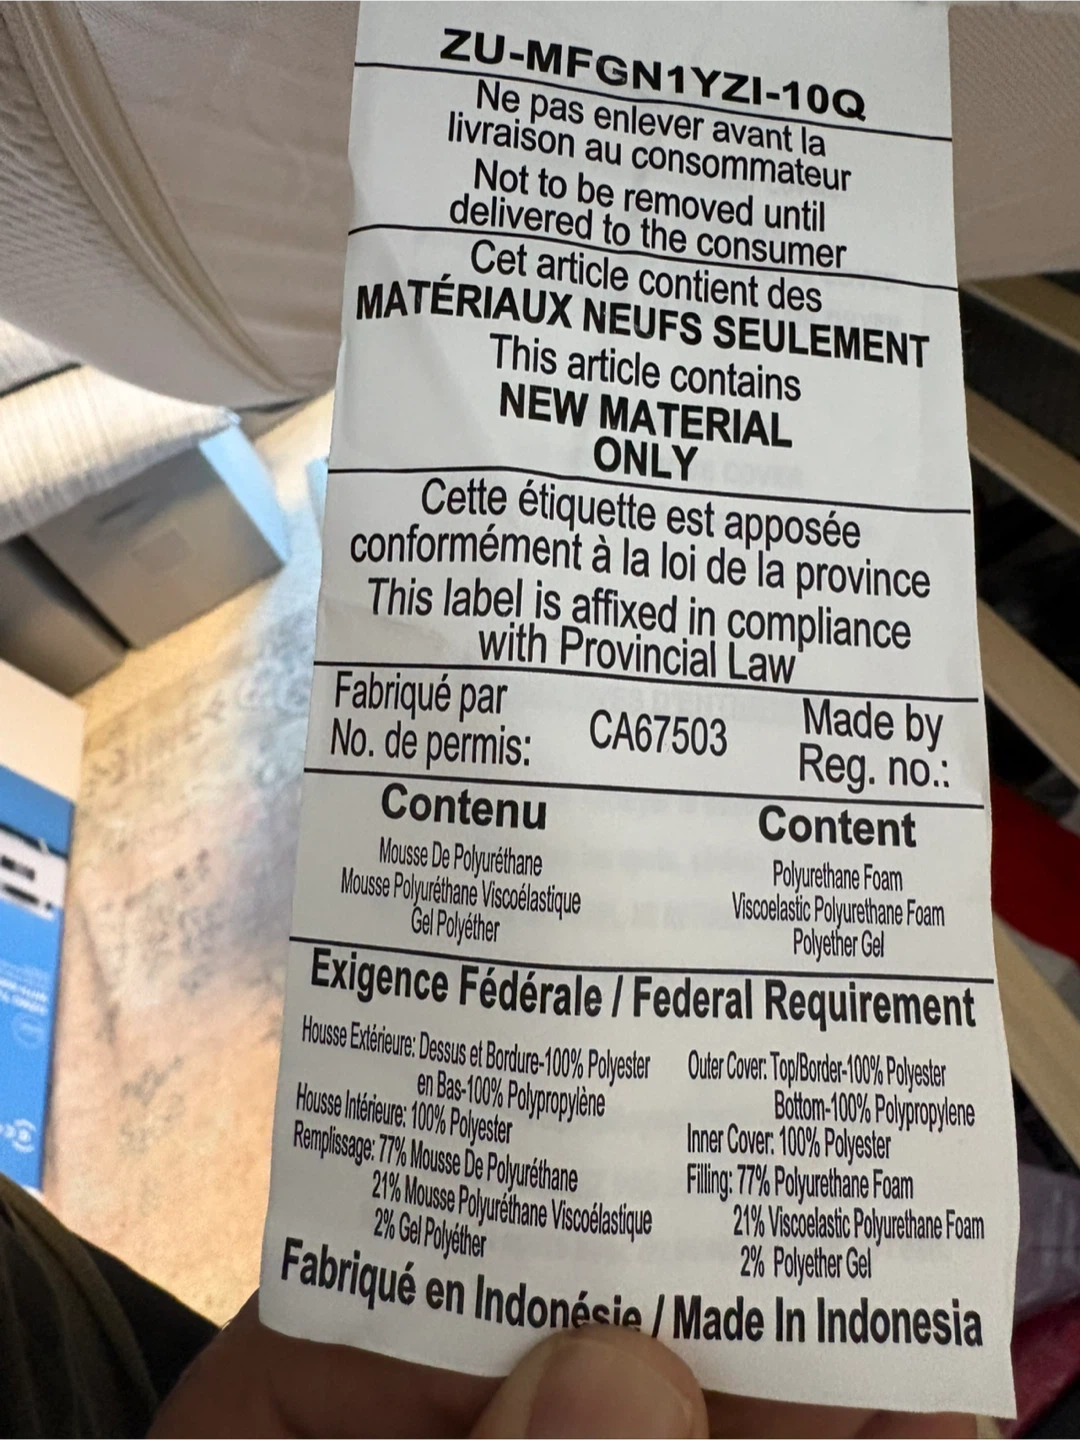 ZU-MFGN1YZI-10Q
Ne pas enlever avant la
livraison au consommateur
Not to be removed until
delivered to the consumer
Cet article contient des
MATÉRIAUX NEUFS SEULEMENT
This article contains
NEW MATERIAL
ONLY
Cette étiquette est apposée
conformément à la loi de la province
This label is affixed in compliance
with Provincial Law
Fabriqué par
No. de permis:
CA67503
Made by
Reg. no.:
Contenu
Mousse De Polyuréthane
Mousse Polyuréthane Viscoélastique
Gel Polyéther
Content
Polyurethane Foam
Viscoelastic Polyurethane Foam
Polyether Gel
Exigence Fédérale / Federal Requirement
Housse Extérieure: Dessus et Bordure-100% Polyester
en Bas-100% Polypropylène
Housse Intérieure: 100% Polyester
Remplissage: 77% Mousse De Polyuréthane
21% Mousse Polyuréthane Viscoélastique
2% Gel Polyéther
Outer Cover: Top/Border-100% Polyester
Bottom-100% Polypropylene
Inner Cover: 100% Polyester
Filling: 77% Polyurethane Foam
21% Viscoelastic Polyurethane Foam
2% Polyether Gel
Fabriqué en Indonésie / Made In Indonesia